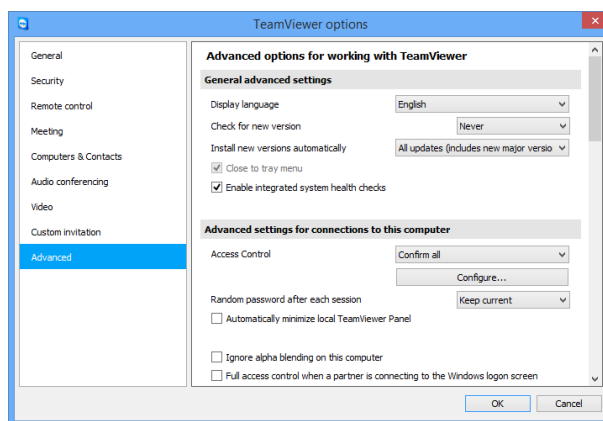 TeamViewer options
General
Security
Remote control
Meeting
Computers & Contacts
Audio conferencing
Video
Custom invitation
Advanced
Advanced options for working with TeamViewer
General advanced settings
Display language English
Check for new version Never
Install new versions automatically All updates (includes new major versio
Close to tray menu
Enable integrated system health checks
Advanced settings for connections to this computer
Access Control Confirm all
Configure...
Random password after each session Keep current
Automatically minimize local TeamViewer Panel
Ignore alpha blending on this computer
Full access control when a partner is connecting to the Windows logon screen
OK Cancel